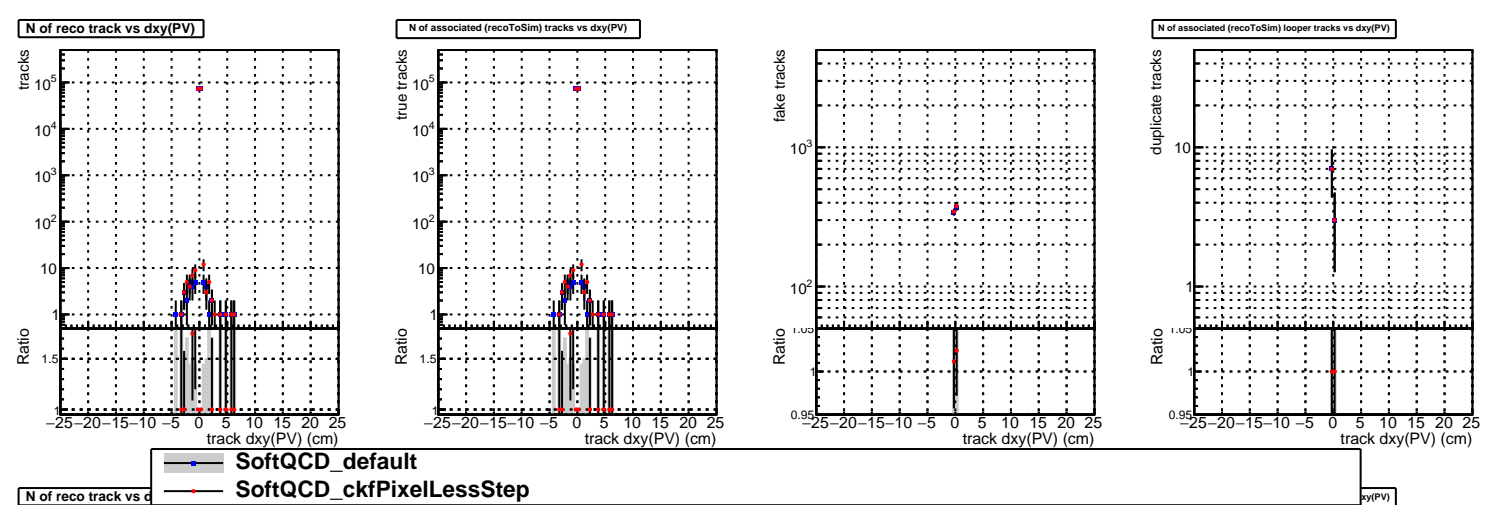 N of reco track vs dxy(PV)
tracks
10⁵
10⁴
10³
10²
10
1
Ratio
1.5
1
−25 −20 −15 −10 −5 0 5 10 15 20 25
track dxy(PV) (cm)
N of associated (recoToSim) tracks vs dxy(PV)
true tracks
10⁵
10⁴
10³
10²
10
1
Ratio
1.5
1
−25 −20 −15 −10 −5 0 5 10 15 20 25
track dxy(PV) (cm)
fake tracks
10³
10²
Ratio
1.05
1
0.95
−25 −20 −15 −10 −5 0 5 10 15 20 25
track dxy(PV) (cm)
N of associated (recoToSim) looper tracks vs dxy(PV)
duplicate tracks
10
1
Ratio
1.05
1
0.95
−25 −20 −15 −10 −5 0 5 10 15 20 25
track dxy(PV) (cm)
SoftQCD_default
SoftQCD_ckfPixelLessStep
N of reco track vs d
xy(PV)